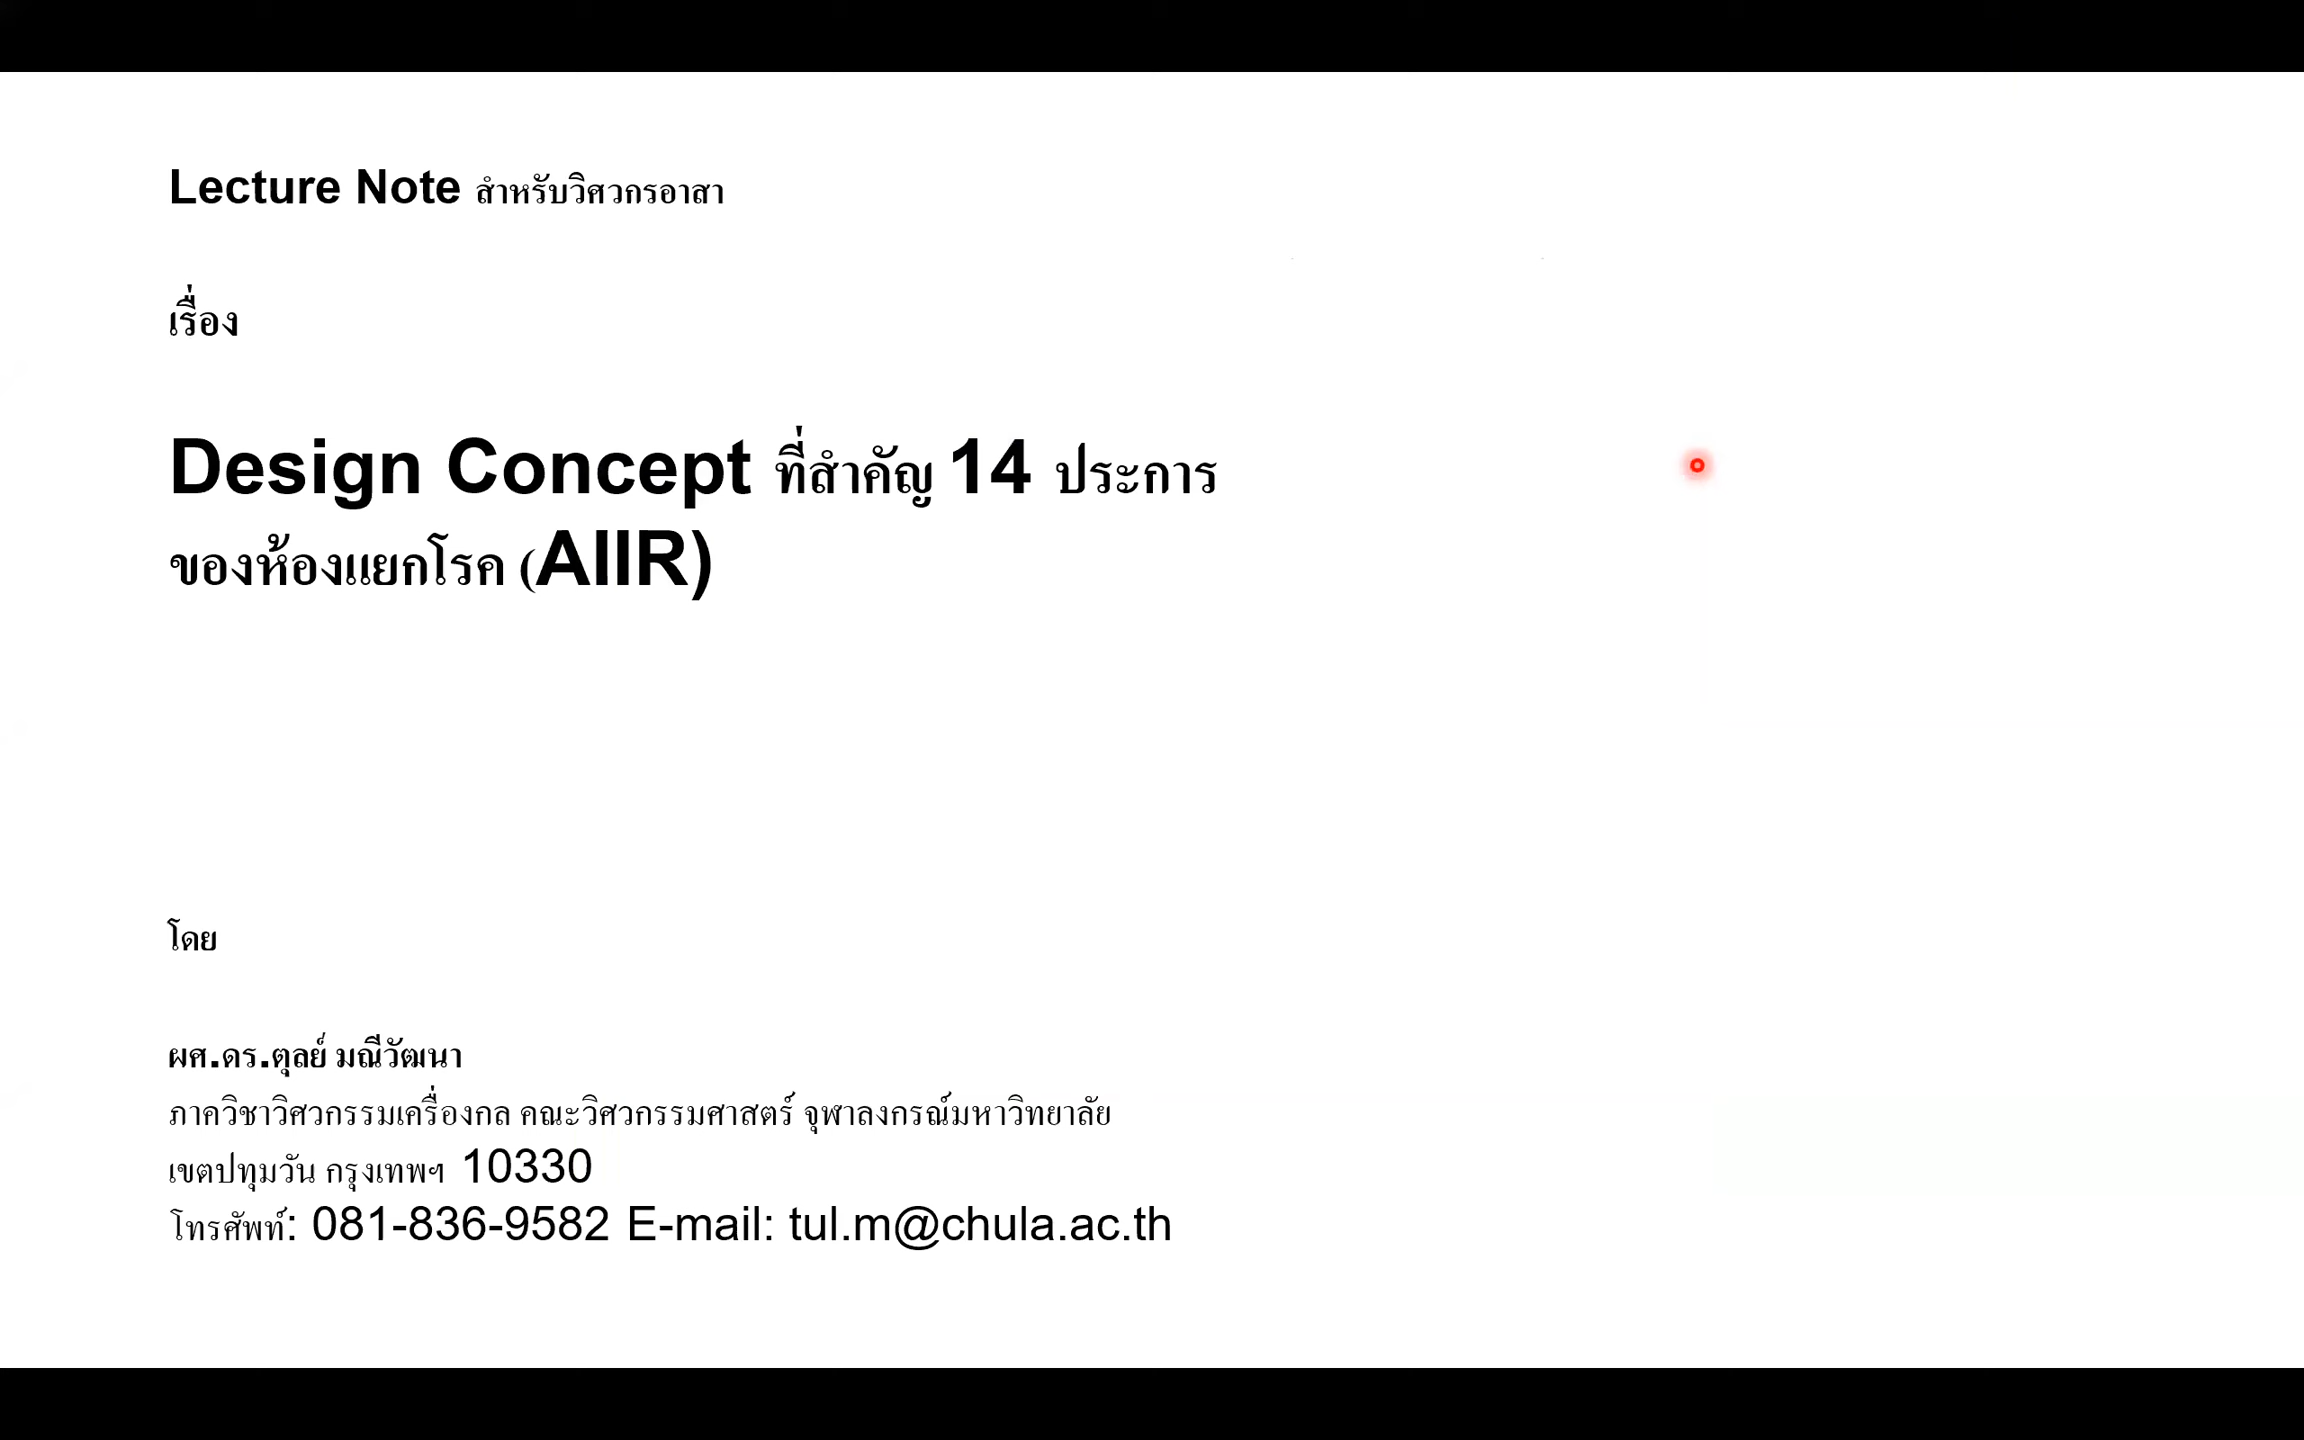 Lecture Note สำหรับวิศวกรอาสา
เรื่อง
Design Concept ที่สำคัญ 14 ประการ
ของห้องแยกโรค (AIIR)
โดย
ผศ.ดร.ตุลย์ มณีวัฒนา
ภาควิชาวิศวกรรมเครื่องกล คณะวิศวกรรมศาสตร์ จุฬาลงกรณ์มหาวิทยาลัย
เขตปทุมวัน กรุงเทพฯ 10330
โทรศัพท์: 081-836-9582 E-mail: tul.m@chula.ac.th